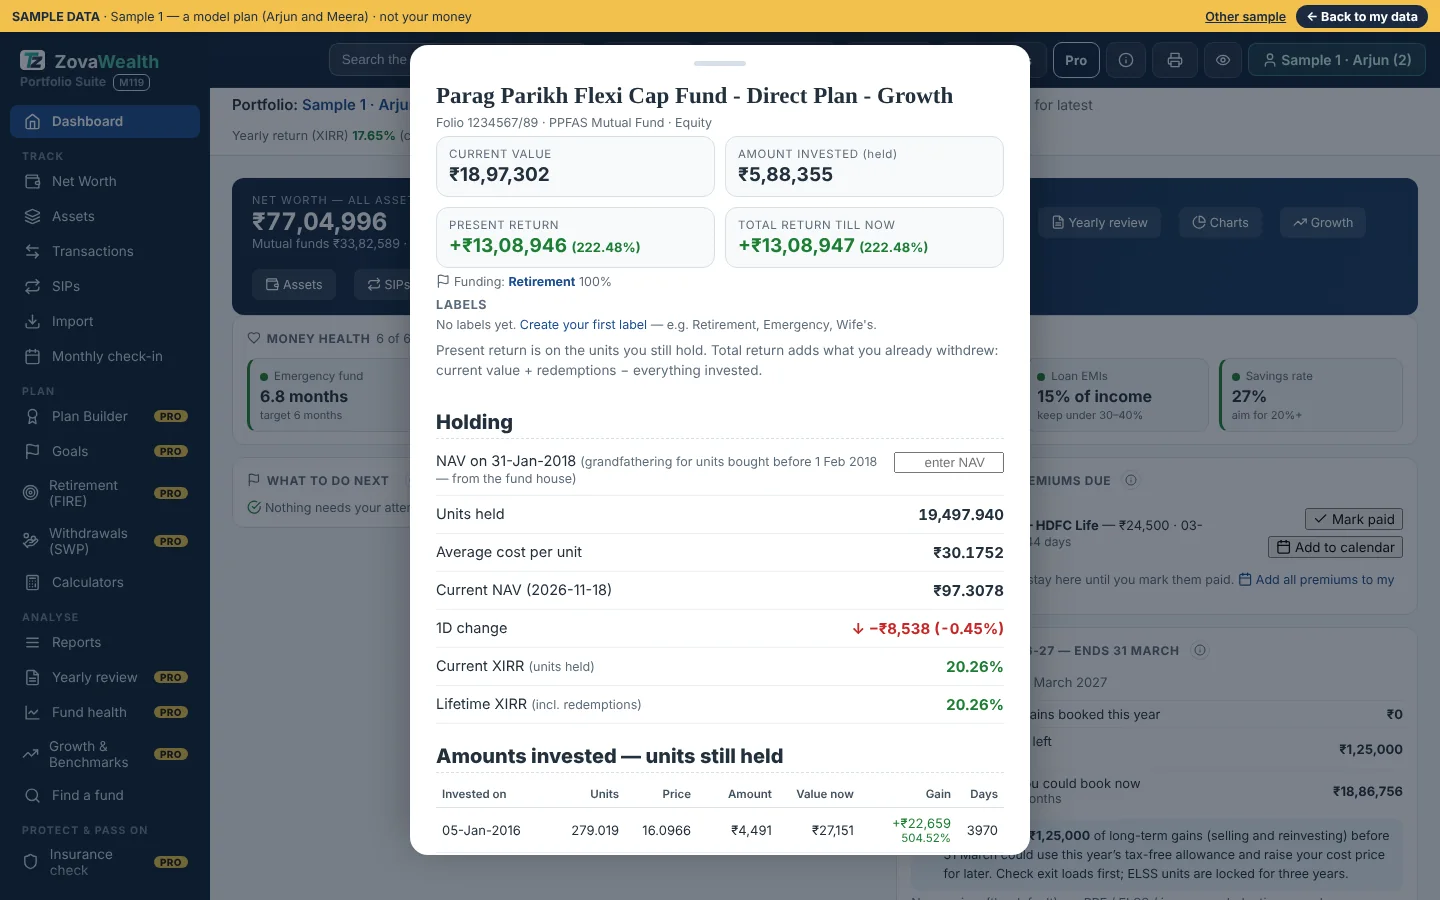 SAMPLE DATA · Sample 1 — a model plan (Arjun and Meera) · not your money
Other sample
← Back to my data
ZovaWealth
Portfolio Suite M119
Search the
Pro
Sample 1 · Arjun (2)
Dashboard
TRACK
Net Worth
Assets
Transactions
SIPs
Import
Monthly check-in
PLAN
Plan Builder PRO
Goals PRO
Retirement (FIRE) PRO
Withdrawals (SWP) PRO
Calculators
ANALYSE
Reports
Yearly review PRO
Fund health PRO
Growth & Benchmarks PRO
Find a fund
PROTECT & PASS ON
Insurance check PRO
Portfolio: Sample 1 · Arju
for latest
Yearly return (XIRR) 17.65%
NET WORTH — ALL ASSE
₹77,04,996
Mutual funds ₹33,82,589 ·
Assets
SIPs
Yearly review
Charts
Growth
MONEY HEALTH 6 of 6
Emergency fund
6.8 months
target 6 months
Loan EMIs
15% of income
keep under 30–40%
Savings rate
27%
aim for 20%+
WHAT TO DO NEXT
Nothing needs your atten
Parag Parikh Flexi Cap Fund - Direct Plan - Growth
Folio 1234567/89 · PPFAS Mutual Fund · Equity
CURRENT VALUE
₹18,97,302
AMOUNT INVESTED (held)
₹5,88,355
PRESENT RETURN
+₹13,08,946 (222.48%)
TOTAL RETURN TILL NOW
+₹13,08,947 (222.48%)
Funding: Retirement 100%
LABELS
No labels yet. Create your first label — e.g. Retirement, Emergency, Wife's.
Present return is on the units you still hold. Total return adds what you already withdrew:
current value + redemptions − everything invested.
Holding
NAV on 31-Jan-2018 (grandfathering for units bought before 1 Feb 2018
— from the fund house)
enter NAV
Units held 19,497.940
Average cost per unit ₹30.1752
Current NAV (2026-11-18) ₹97.3078
1D change ↓ −₹8,538 (-0.45%)
Current XIRR (units held) 20.26%
Lifetime XIRR (incl. redemptions) 20.26%
Amounts invested — units still held
Invested on Units Price Amount Value now Gain Days
05-Jan-2016 279.019 16.0966 ₹4,491 ₹27,151 +₹22,659 3970
504.52%
EMIUMS DUE
HDFC Life — ₹24,500 · 03-
days
Mark paid
Add to calendar
stay here until you mark them paid. Add all premiums to my
-27 — ENDS 31 MARCH
March 2027
ains booked this year ₹0
left ₹1,25,000
u could book now
onths
₹18,86,756
₹1,25,000 of long-term gains (selling and reinvesting) before
31 March could use this year's tax-free allowance and raise your cost price
for later. Check exit loads first; ELSS units are locked for three years.